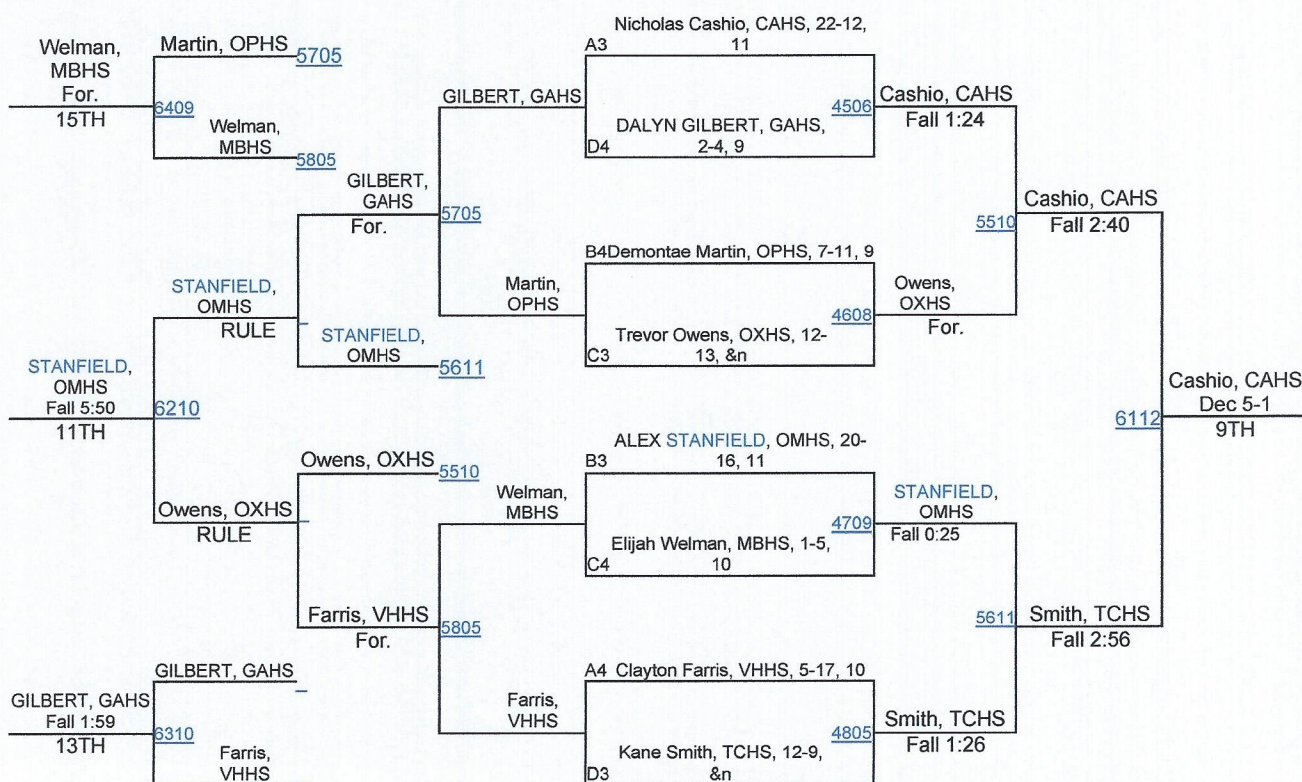 Welman,
MBHS
For.
15TH
Martin, OPHS
5705
6409
Welman,
MBHS
5805
GILBERT, GAHS
GILBERT,
GAHS
For.
5705
Martin,
OPHS
STANFIELD,
OMHS
RULE
STANFIELD,
OMHS
5611
STANFIELD,
OMHS
Fall 5:50
11TH
6210
Owens, OXHS
5510
Owens, OXHS
RULE
Welman,
MBHS
Farris, VHHS
For.
5805
Farris,
VHHS
GILBERT, GAHS
GILBERT, GAHS
Fall 1:59
13TH
6310
Farris,
VHHS
Nicholas Cashio, CAHS, 22-12,
11
A3
4506
DALYN GILBERT, GAHS,
2-4, 9
D4
Cashio, CAHS
Fall 1:24
B4Demontae Martin, OPHS, 7-11, 9
4608
Trevor Owens, OXHS, 12-
13, &n
C3
Owens,
OXHS
For.
5510
Cashio, CAHS
Fall 2:40
ALEX STANFIELD, OMHS, 20-
16, 11
B3
4709
Elijah Welman, MBHS, 1-5,
10
C4
STANFIELD,
OMHS
Fall 0:25
A4 Clayton Farris, VHHS, 5-17, 10
4805
Kane Smith, TCHS, 12-9,
&n
D3
Smith, TCHS
Fall 1:26
5611
Smith, TCHS
Fall 2:56
6112
Cashio, CAHS
Dec 5-1
9TH